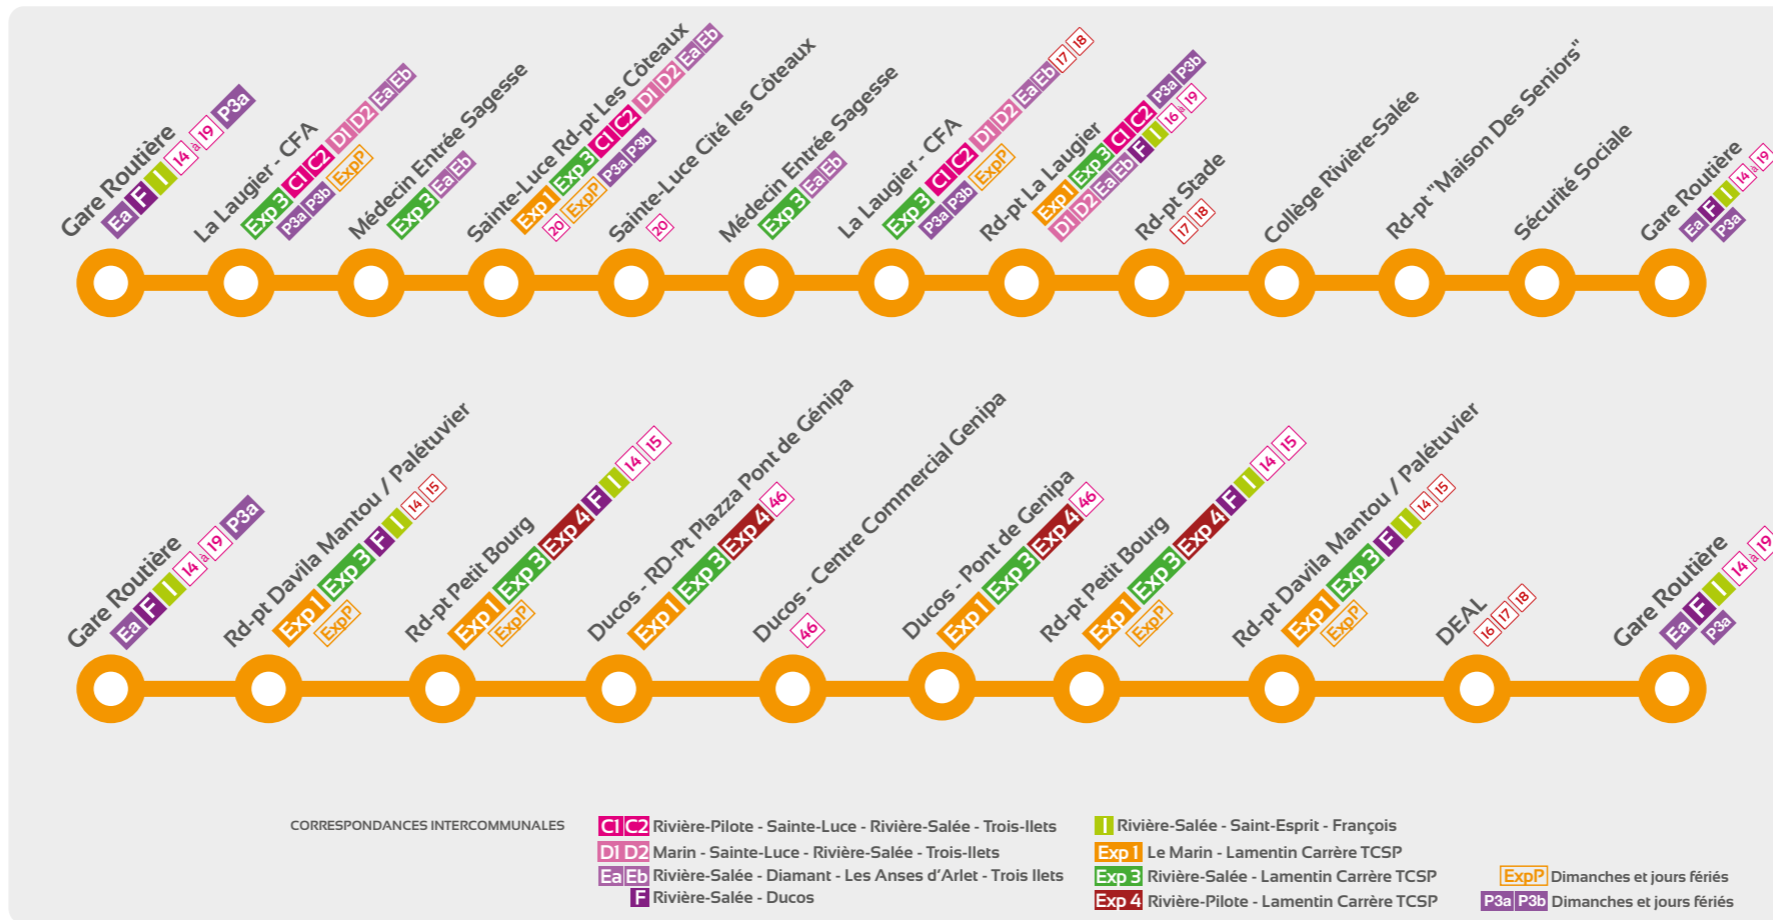 Gare Routière
Ea F I 14 à 19 P3a
La Laugier - CFA
Exp 3 C1 C2 D1 D2 Ea Eb
P3a P3b ExpP
Médecin Entrée Sagesse
Exp 3 Ea Eb
Sainte-Luce Rd-pt Les Côteaux
Exp1 Exp 3 C1 C2 D1 D2 Ea Eb
20 ExpP P3a P3b
Sainte-Luce Cité les Côteaux
20
Médecin Entrée Sagesse
Exp 3 Ea Eb
La Laugier - CFA
Exp 3 C1 C2 D1 D2 Ea Eb 17 18
P3a P3b ExpP
Rd-pt La Laugier
Exp1 Exp 3 C1 C2 P3a P3b
D1 D2 Ea Eb F I 16 à 19
Rd-pt Stade
17 18
Collège Rivière-Salée
Rd-pt "Maison Des Seniors"
Sécurité Sociale
Gare Routière
Ea F I 14 à 19
P3a
Gare Routière
Ea F I 14 à 19 P3a
Rd-pt Davila Mantou / Palétuvier
Exp 1 Exp 3 F I 14 15
ExpP
Rd-pt Petit Bourg
Exp 1 Exp 3 Exp 4 F I 14 15
ExpP
Ducos - RD-Pt Plazza Pont de Génipa
Exp 1 Exp 3 Exp 4 46
Ducos - Centre Commercial Genipa
46
Ducos - Pont de Genipa
Exp 1 Exp 3 Exp 4 46
Rd-pt Petit Bourg
Exp 1 Exp 3 Exp 4 F I 14 15
ExpP
Rd-pt Davila Mantou / Palétuvier
Exp 1 Exp 3 F I 14 15
ExpP
DEAL
16 17 18
Gare Routière
Ea F I 14 à 19
P3a
CORRESPONDANCES INTERCOMMUNALES
C1 C2 Rivière-Pilote - Sainte-Luce - Rivière-Salée - Trois-Ilets
D1 D2 Marin - Sainte-Luce - Rivière-Salée - Trois-Ilets
Ea Eb Rivière-Salée - Diamant - Les Anses d'Arlet - Trois Ilets
F Rivière-Salée - Ducos
I Rivière-Salée - Saint-Esprit - François
Exp 1 Le Marin - Lamentin Carrère TCSP
Exp 3 Rivière-Salée - Lamentin Carrère TCSP
Exp 4 Rivière-Pilote - Lamentin Carrère TCSP
ExpP Dimanches et jours fériés
P3a P3b Dimanches et jours fériés